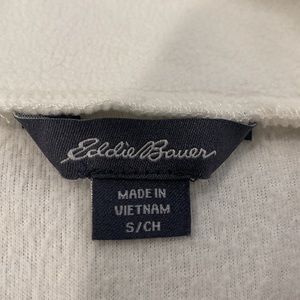 Eddie Bauer
MADE IN
VIETNAM
S/CH